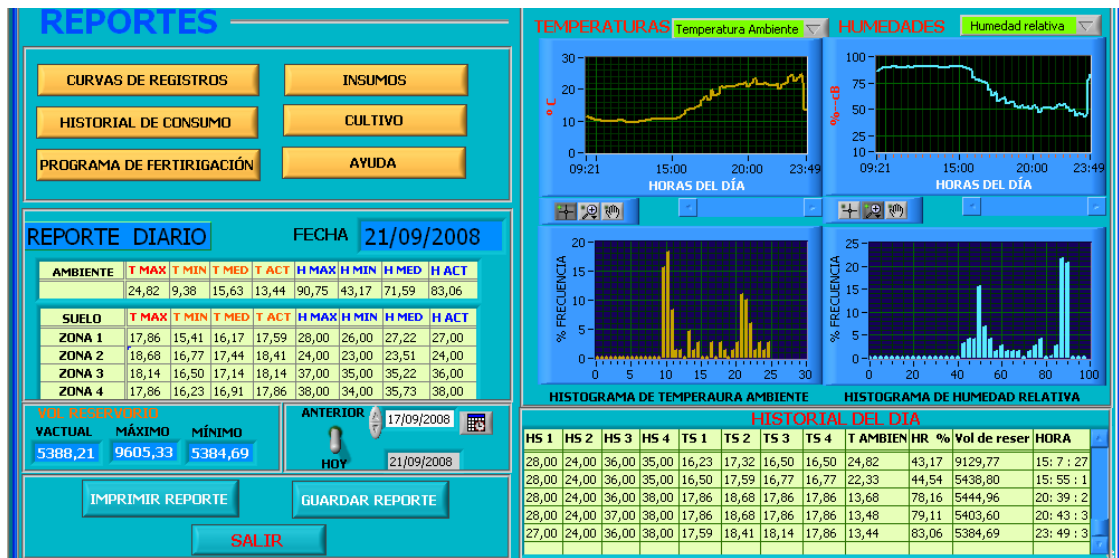 REPORTES
CURVAS DE REGISTROS
INSUMOS
HISTORIAL DE CONSUMO
CULTIVO
PROGRAMA DE FERTIRIGACIÓN
AYUDA
REPORTE DIARIO FECHA 21/09/2008
AMBIENTE T MAX T MIN T MED T ACT H MAX H MIN H MED H ACT
24,82 9,38 15,63 13,44 90,75 43,17 71,59 83,06
SUELO T MAX T MIN T MED T ACT H MAX H MIN H MED H ACT
ZONA 1 17,86 15,41 16,17 17,59 28,00 26,00 27,22 27,00
ZONA 2 18,68 16,77 17,44 18,41 24,00 23,00 23,51 24,00
ZONA 3 18,14 16,50 17,14 18,14 37,00 35,00 35,22 36,00
ZONA 4 17,86 16,23 16,91 17,86 38,00 34,00 35,73 38,00
VOL RESERVORIO
VACTUAL MÁXIMO MÍNIMO
5388,21 9605,33 5384,69
ANTERIOR 17/09/2008
HOY 21/09/2008
IMPRIMIR REPORTE
GUARDAR REPORTE
SALIR
TEMPERATURAS Temperatura Ambiente
30
20
10
0
º C
09:21 15:00 20:00 23:49
HORAS DEL DÍA
HUMEDADES Humedad relativa
100
75
50
25
10
%--cB
09:21 15:00 20:00 23:49
HORAS DEL DÍA
20
15
10
5
0
% FRECUENCIA
0 5 10 15 20 25 30
HISTOGRAMA DE TEMPERAURA AMBIENTE
25
20
15
10
5
0
% FRECUENCIA
0 20 40 60 80 100
HISTOGRAMA DE HUMEDAD RELATIVA
HISTORIAL DEL DIA
HS 1 HS 2 HS 3 HS 4 TS 1 TS 2 TS 3 TS 4 T AMBIEN HR % Vol de reser HORA
28,00 24,00 36,00 35,00 16,23 17,32 16,50 16,50 24,82 43,17 9129,77 15: 7 : 27
28,00 24,00 36,00 35,00 16,50 17,59 16,77 16,77 22,33 44,54 5438,80 15: 55 : 1
28,00 24,00 36,00 38,00 17,86 18,68 17,86 17,86 13,68 78,16 5444,96 20: 39 : 2
28,00 24,00 37,00 38,00 17,86 18,68 17,86 17,86 13,48 79,11 5403,60 20: 43 : 3
27,00 24,00 36,00 38,00 17,59 18,41 18,14 17,86 13,44 83,06 5384,69 23: 49 : 3